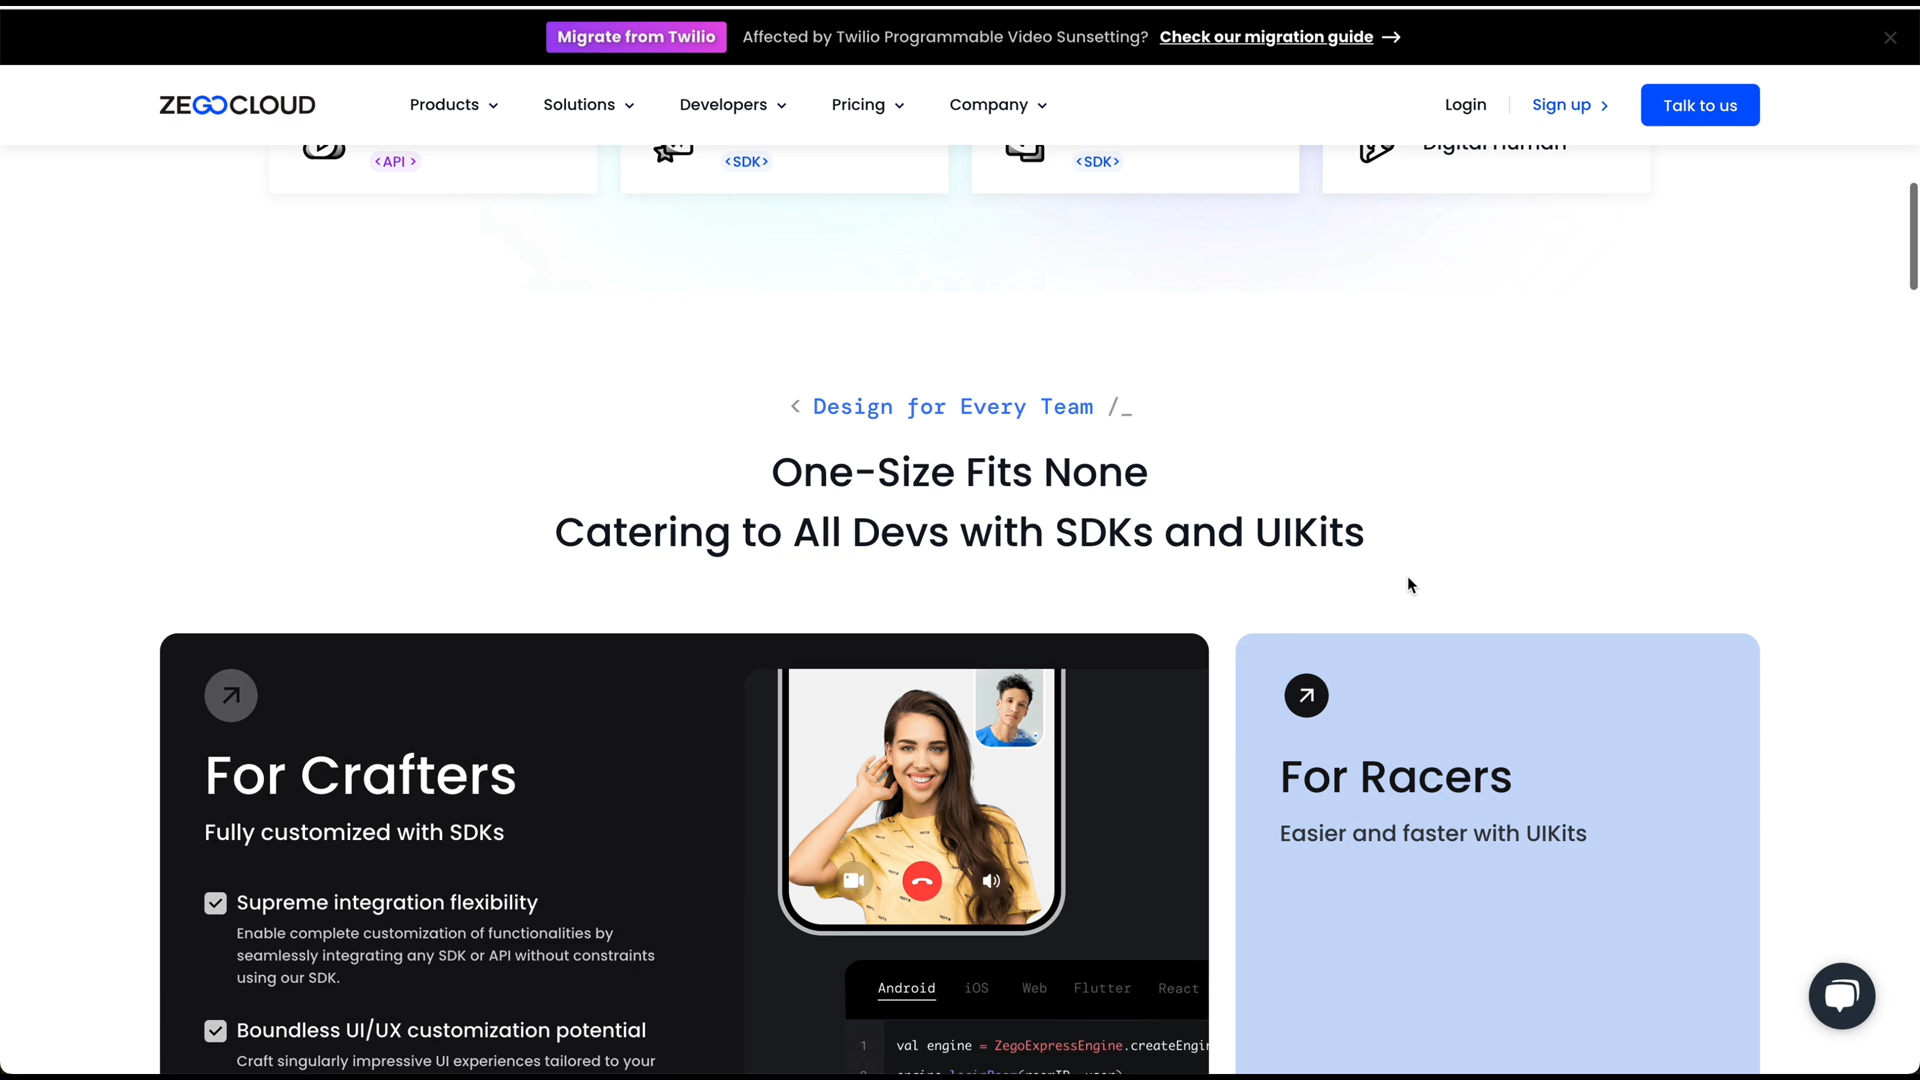 Migrate from Twilio Affected by Twilio Programmable Video Sunsetting? Check our migration guide →
ZEGOCLOUD Products Solutions Developers Pricing Company Login Sign up Talk to us
<API > <SDK> <SDK> Digital Human
< Design for Every Team /_
One-Size Fits None
Catering to All Devs with SDKs and UIKits
For Crafters
Fully customized with SDKs
Supreme integration flexibility
Enable complete customization of functionalities by
seamlessly integrating any SDK or API without constraints
using our SDK.
Boundless UI/UX customization potential
Craft singularly impressive UI experiences tailored to your
Android iOS Web Flutter React
1 val engine = ZegoExpressEngine.createEngin
For Racers
Easier and faster with UIKits